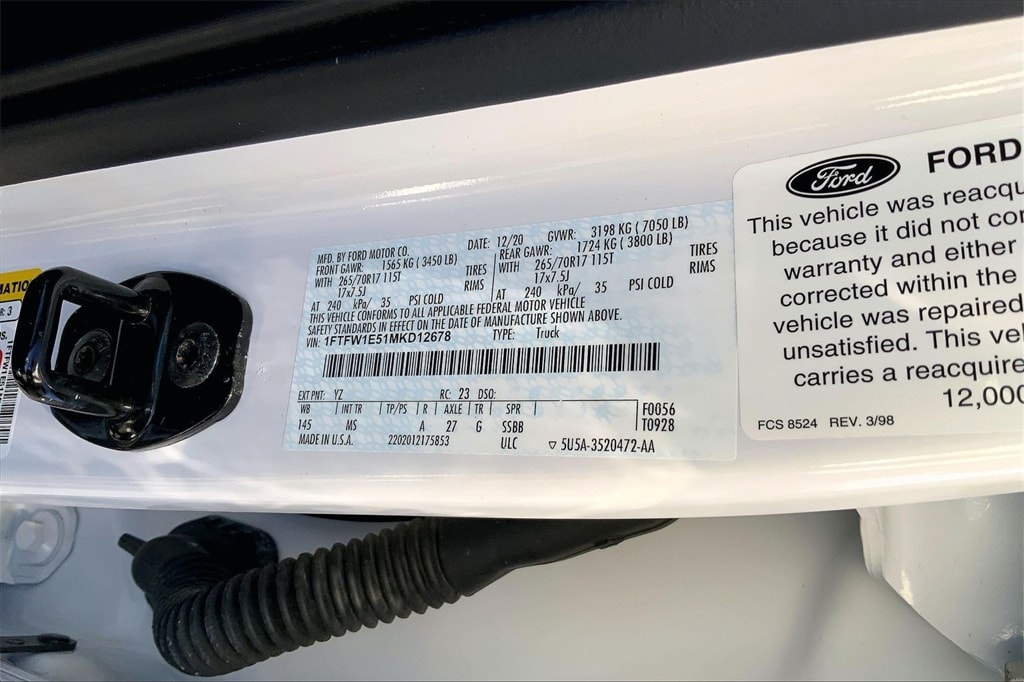 MATIO
R: 3
MFD. BY FORD MOTOR CO.
DATE: 12/20 GVWR: 3198 KG ( 7050 LB)
FRONT GAWR: 1565 KG ( 3450 LB)
REAR GAWR: 1724 KG ( 3800 LB)
WITH 265/70R17 115T TIRES
WITH 265/70R17 115T TIRES
17x7.5J RIMS
17x7.5J RIMS
AT 240 kPa/ 35 PSI COLD
AT 240 kPa/ 35 PSI COLD
THIS VEHICLE CONFORMS TO ALL APPLICABLE FEDERAL MOTOR VEHICLE
SAFETY STANDARDS IN EFFECT ON THE DATE OF MANUFACTURE SHOWN ABOVE.
VIN: 1FTFW1E51MKD12678 TYPE: Truck
EXT PNT: YZ RC: 23 DSO:
WB INT TR TP/PS R AXLE TR SPR F0056
145 MS A 27 G SSBB T0928
MADE IN U.S.A. 2202012175853 ULC ▽ 5U5A-3520472-AA
Ford FORD
This vehicle was reacqu
because it did not con
warranty and either
corrected within the
vehicle was repaired
unsatisfied. This veh
carries a reacquire
12,000
FCS 8524 REV. 3/98